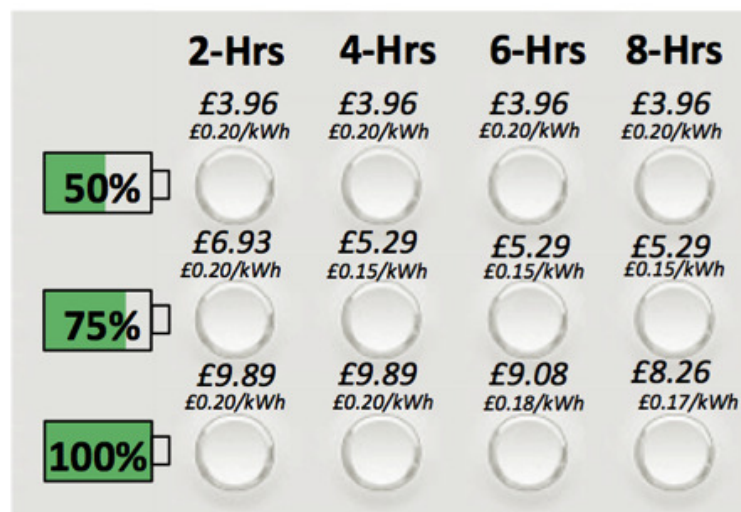 2-Hrs 4-Hrs 6-Hrs 8-Hrs
£3.96 £3.96 £3.96 £3.96
£0.20/kWh £0.20/kWh £0.20/kWh £0.20/kWh
50%
£6.93 £5.29 £5.29 £5.29
£0.20/kWh £0.15/kWh £0.15/kWh £0.15/kWh
75%
£9.89 £9.89 £9.08 £8.26
£0.20/kWh £0.20/kWh £0.18/kWh £0.17/kWh
100%